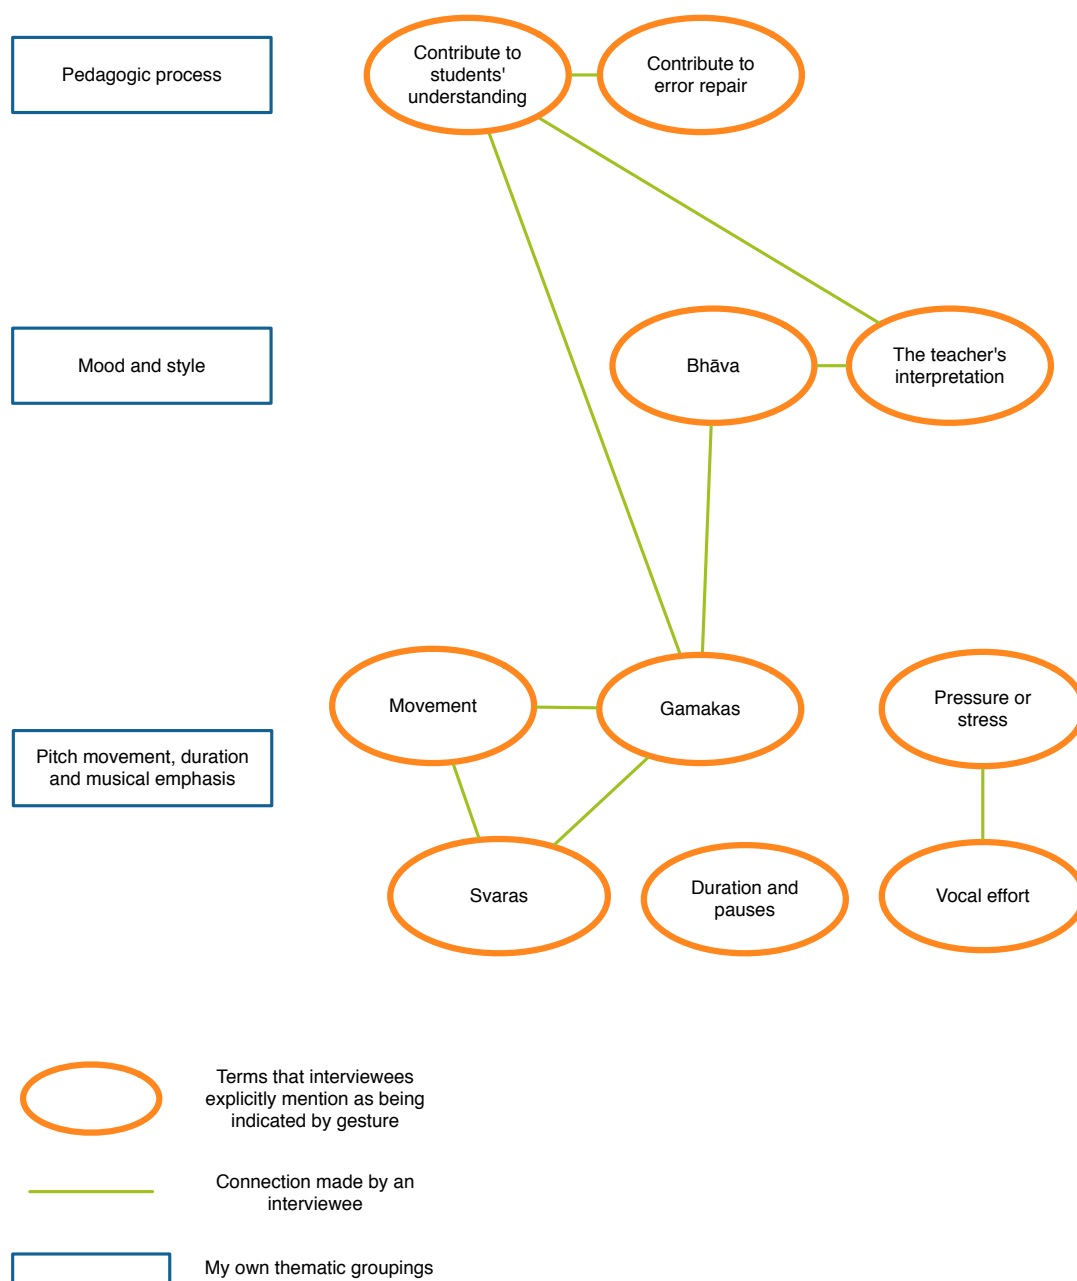 Pedagogic process
Contribute to
students'
understanding
Contribute to
error repair
Mood and style
Bhāva
The teacher's
interpretation
Pitch movement, duration
and musical emphasis
Movement
Gamakas
Pressure or
stress
Svaras
Duration and
pauses
Vocal effort
Terms that interviewees
explicitly mention as being
indicated by gesture
Connection made by an
interviewee
My own thematic groupings